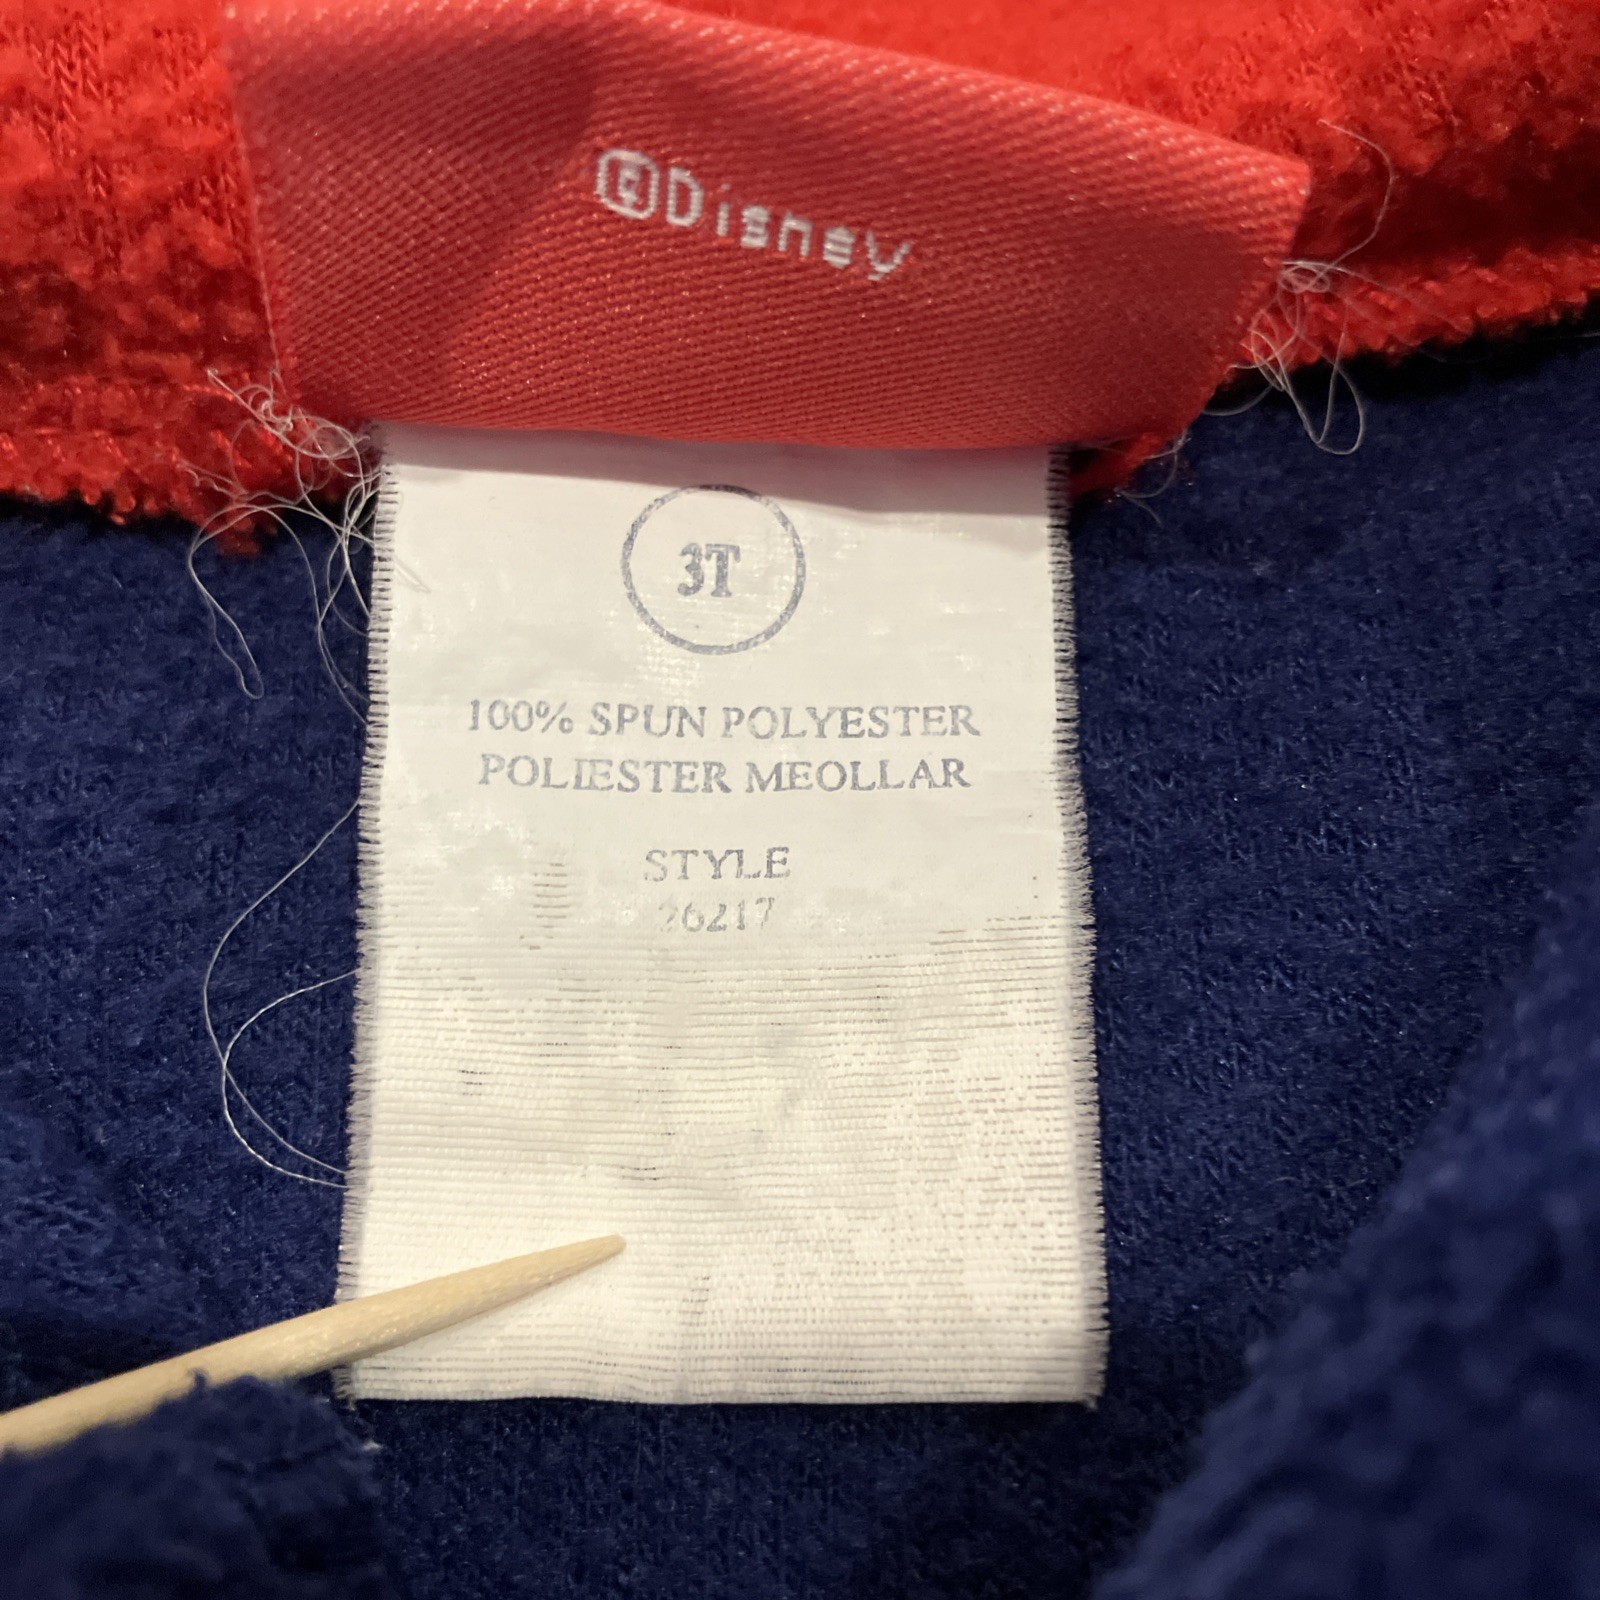 ©Disney
3T
100% SPUN POLYESTER
POLIESTER MEOLLAR
STYLE
26217